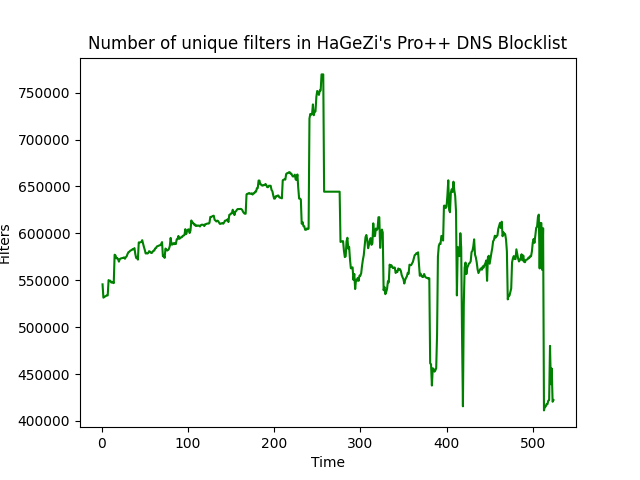 Number of unique filters in HaGeZi's Pro++ DNS Blocklist
750000
700000
650000
600000
550000
500000
450000
400000
Filters
0 100 200 300 400 500
Time